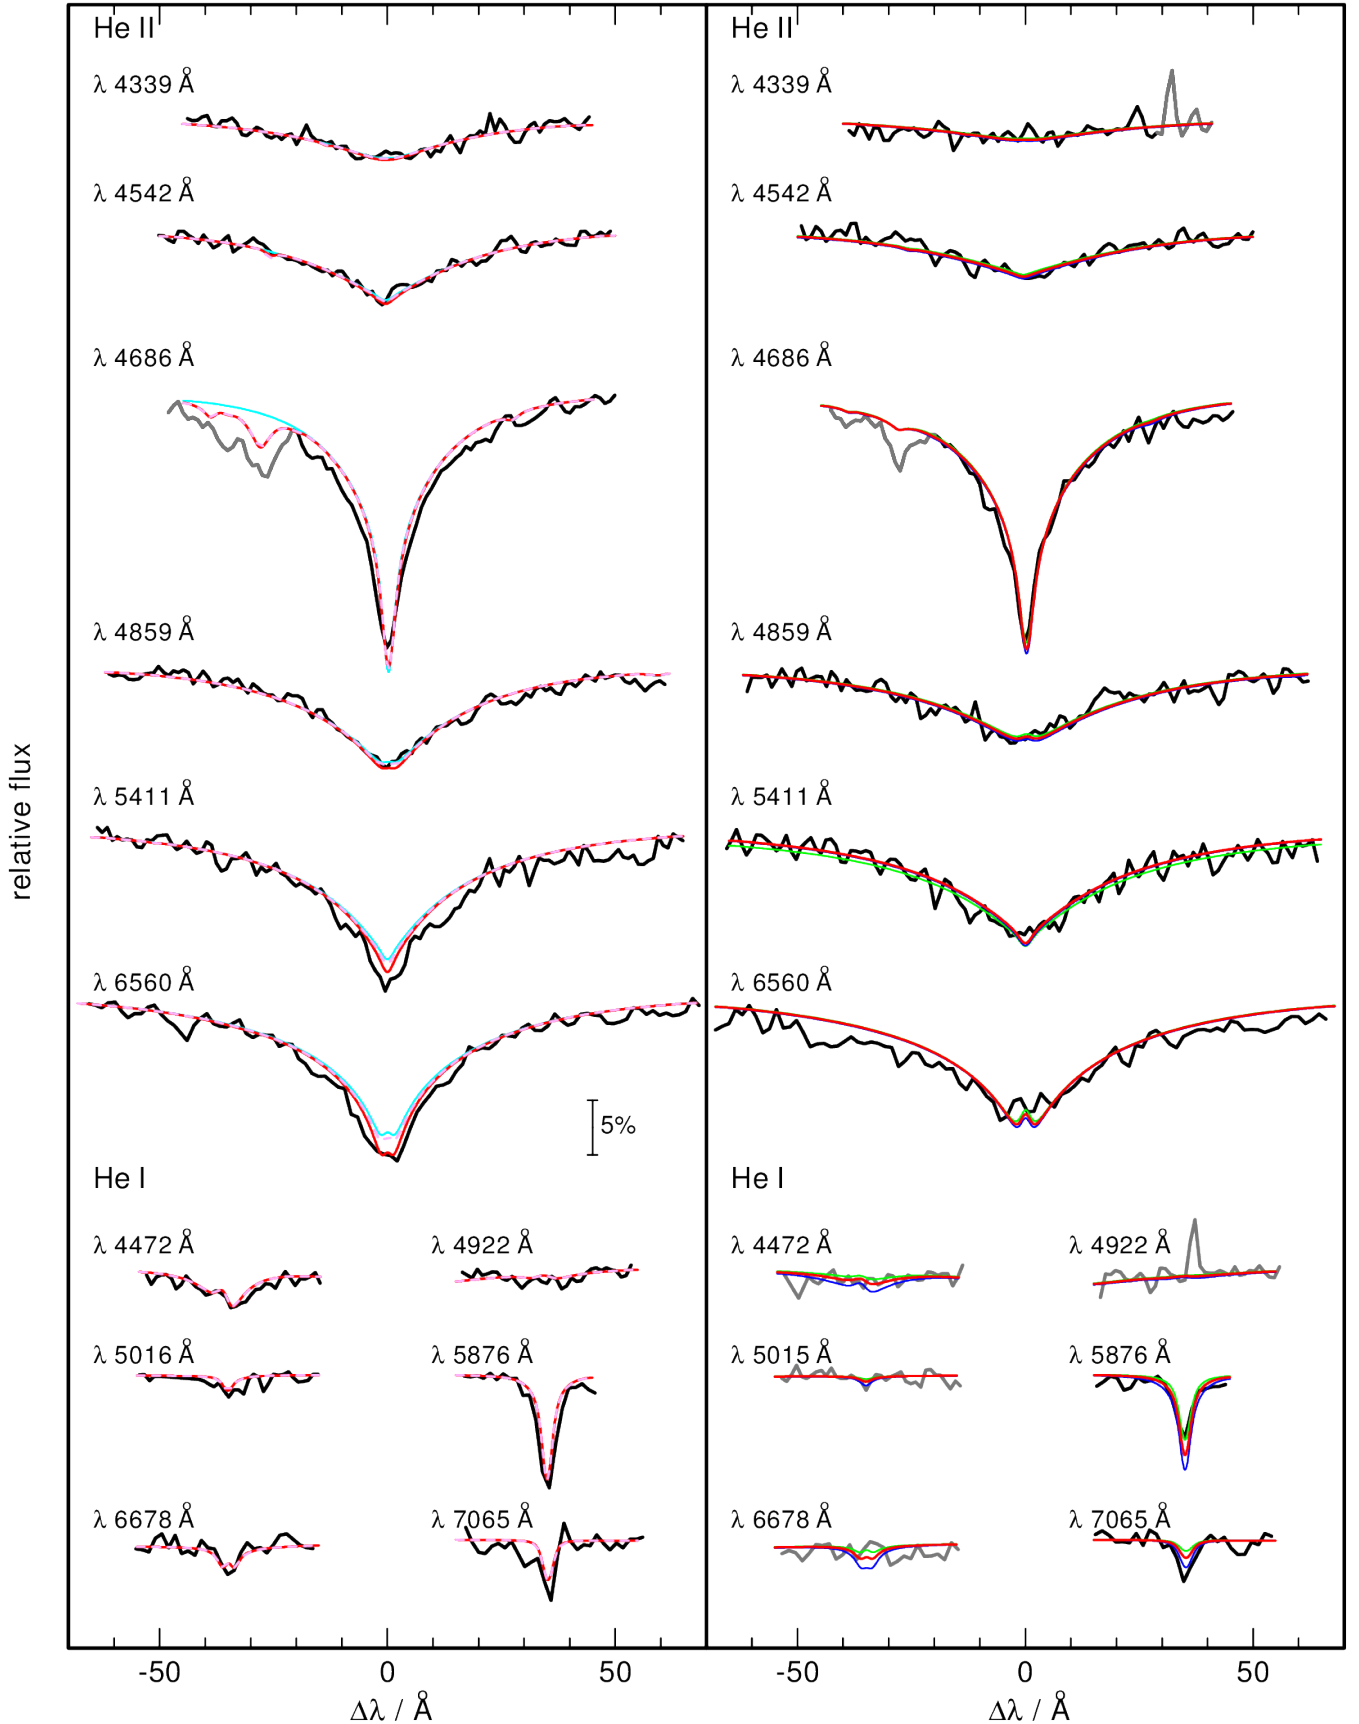 He II
λ 4339 Å
λ 4542 Å
λ 4686 Å
λ 4859 Å
λ 5411 Å
λ 6560 Å
5%
He I
λ 4472 Å
λ 4922 Å
λ 5016 Å
λ 5876 Å
λ 6678 Å
λ 7065 Å
-50
0
50
Δλ / Å
relative flux
He II
λ 4339 Å
λ 4542 Å
λ 4686 Å
λ 4859 Å
λ 5411 Å
λ 6560 Å
λ 4472 Å
λ 4922 Å
λ 5015 Å
λ 5876 Å
λ 6678 Å
λ 7065 Å
-50
0
50
Δλ / Å